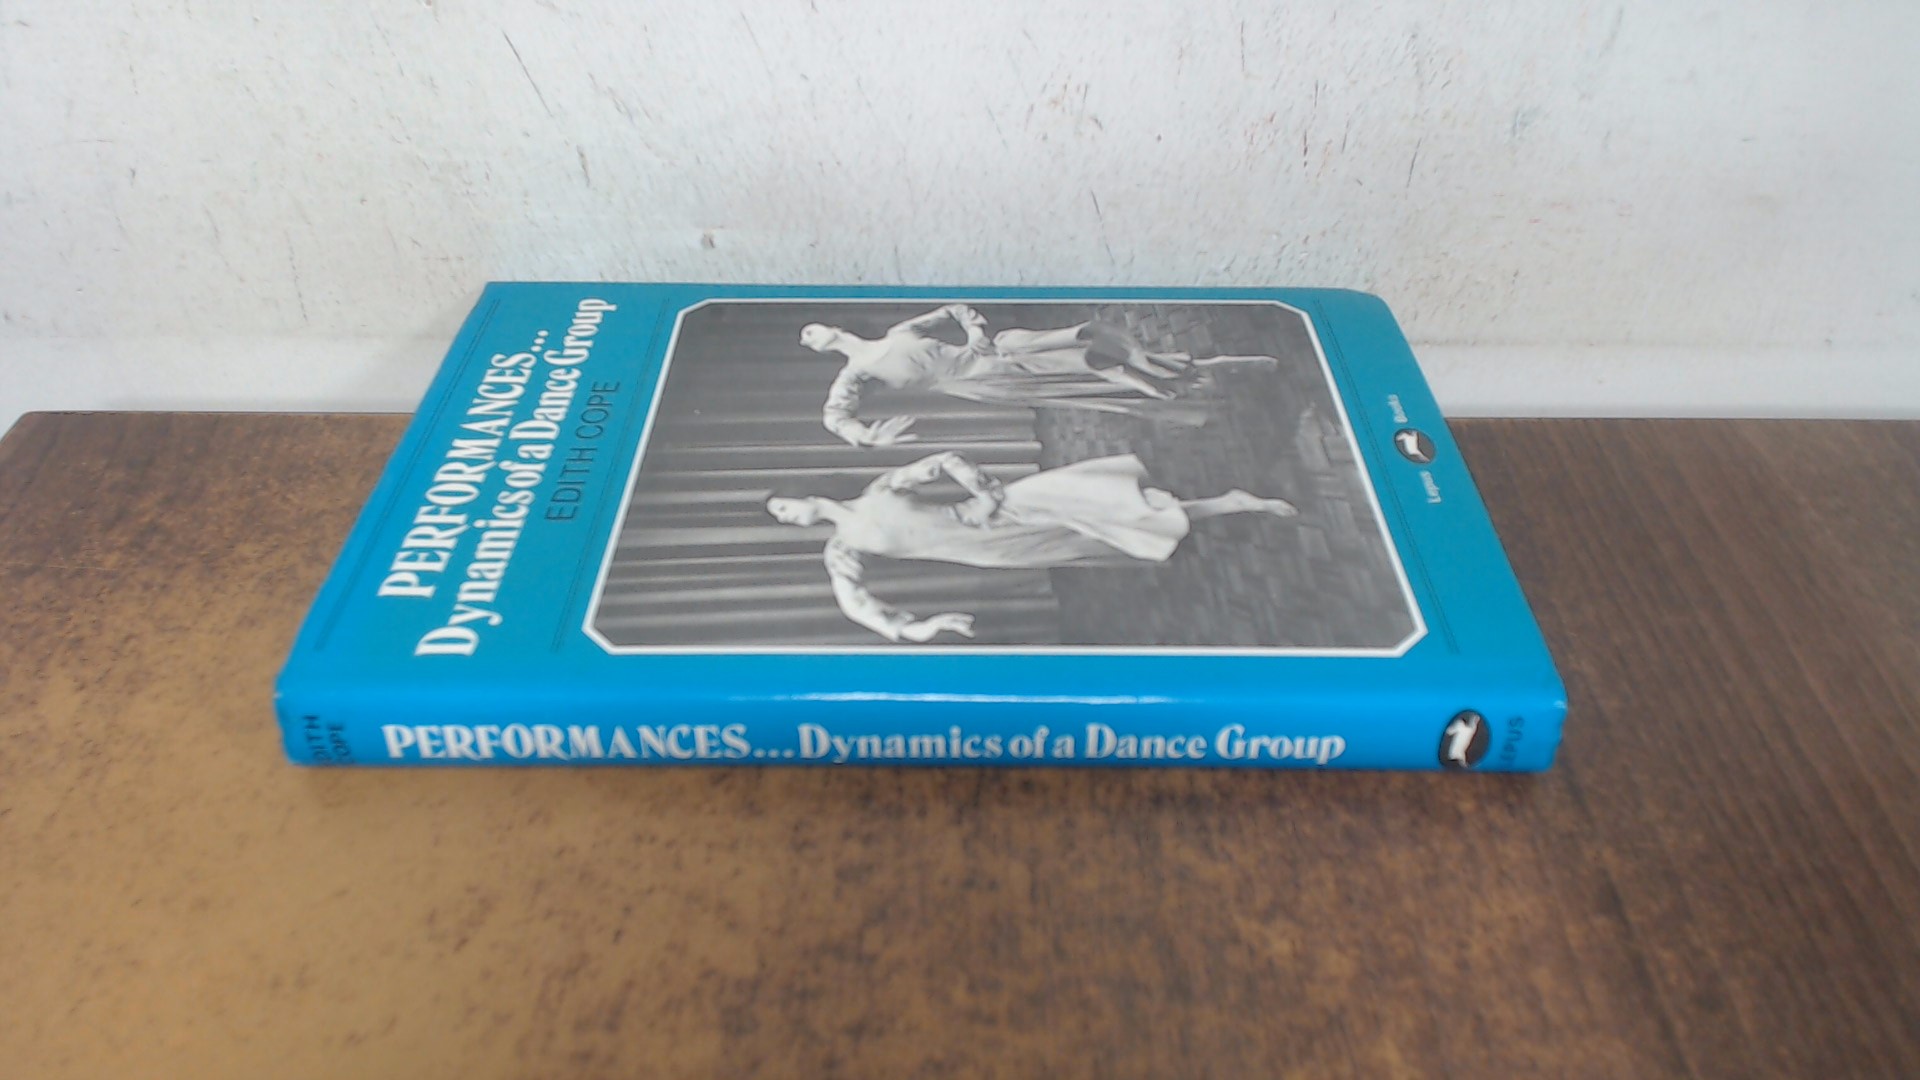 PERFORMANCES...
Dynamics of a Dance Group
EDITH COPE
Lepus Books
EDITH
COPE
PERFORMANCES... Dynamics of a Dance Group
LEPUS